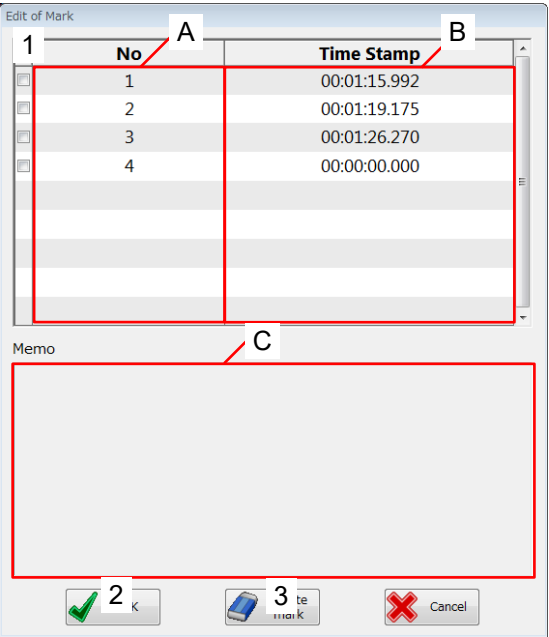 Edit of Mark
1
A
B
No
Time Stamp
1 00:01:15.992
2 00:01:19.175
3 00:01:26.270
4 00:00:00.000
C
Memo
2
3
mark
Cancel